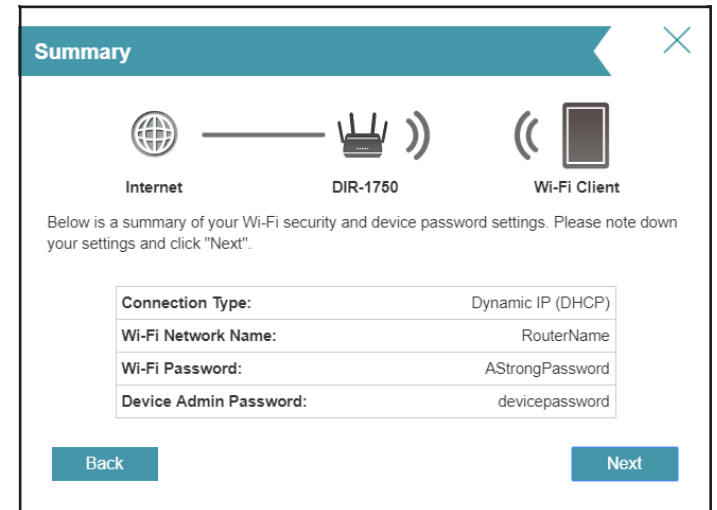 Summary
Internet DIR-1750 Wi-Fi Client
Below is a summary of your Wi-Fi security and device password settings. Please note down
your settings and click "Next".
Connection Type: Dynamic IP (DHCP)
Wi-Fi Network Name: RouterName
Wi-Fi Password: AStrongPassword
Device Admin Password: devicepassword
Back Next